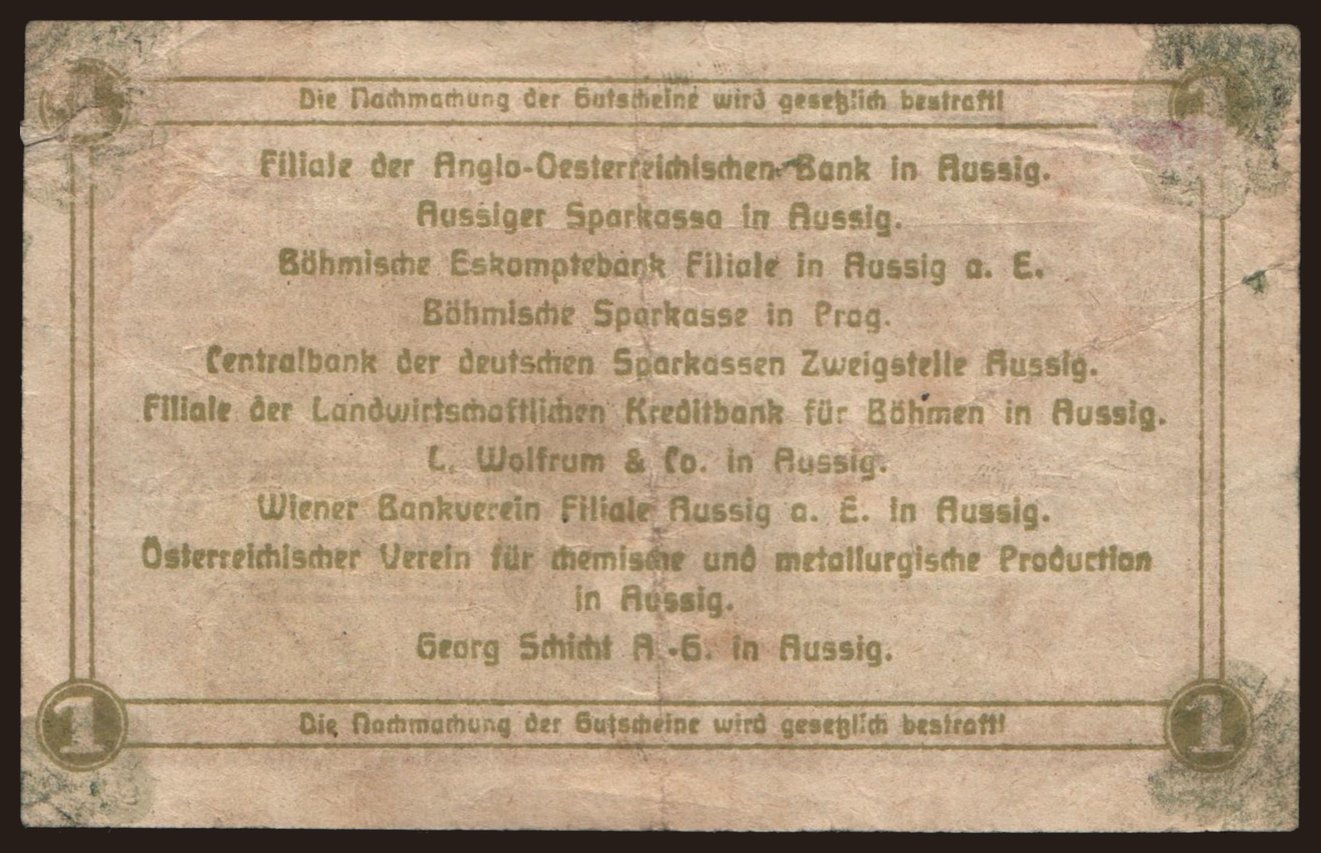 1 1
Die Nachmachung der Gutscheine wird gesetzlich bestraft!
Filiale der Anglo-Oesterreichischen Bank in Aussig.
Aussiger Sparkassa in Aussig.
Böhmische Eskomptebank Filiale in Aussig a. E.
Böhmische Sparkasse in Prag.
Centralbank der deutschen Sparkassen Zweigstelle Aussig.
Filiale der Landwirtschaftlichen Kreditbank für Böhmen in Aussig.
L. Wolfrum & Co. in Aussig.
Wiener Bankverein Filiale Aussig a. E. in Aussig.
Österreichischer Verein für chemische und metallurgische Production
in Aussig.
Georg Schicht A.-G. in Aussig.
Die Nachmachung der Gutscheine wird gesetzlich bestraft!
1 1